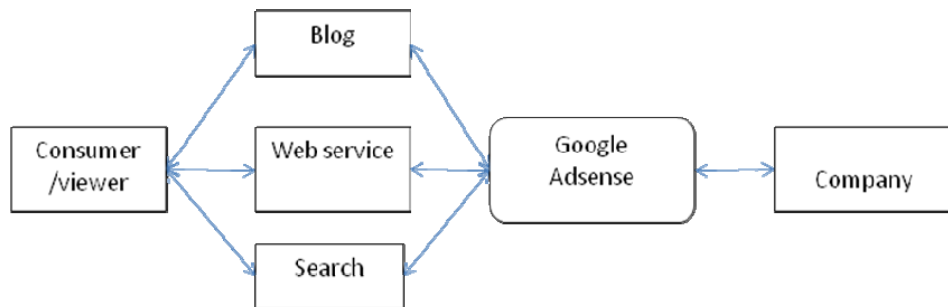 Blog
Consumer
/viewer
Web service
Search
Google
Adsense
Company